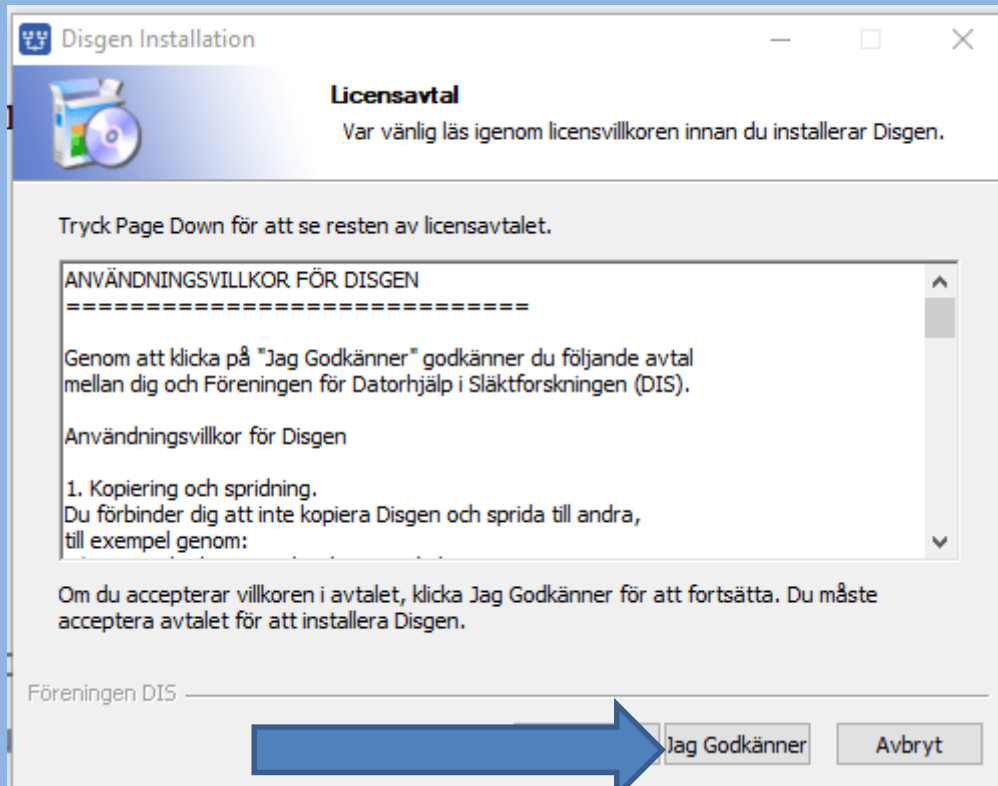 Disgen Installation
Licensavtal
Var vänlig läs igenom licensvillkoren innan du installerar Disgen.
Tryck Page Down för att se resten av licensavtalet.
ANVÄNDNINGSVILLKOR FÖR DISGEN
==============================
Genom att klicka på "Jag Godkänner" godkänner du följande avtal
mellan dig och Föreningen för Datorhjälp i Släktforskningen (DIS).
Användningsvillkor för Disgen
1. Kopiering och spridning.
Du förbinder dig att inte kopiera Disgen och sprida till andra,
till exempel genom:
Om du accepterar villkoren i avtalet, klicka Jag Godkänner för att fortsätta. Du måste
acceptera avtalet för att installera Disgen.
Föreningen DIS
Jag Godkänner
Avbryt